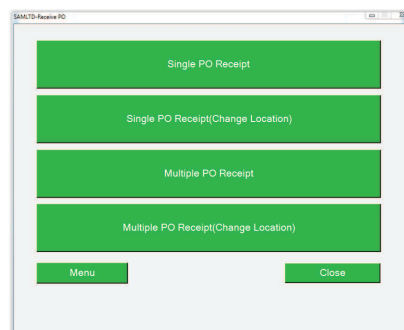 SAMLTD-Receive PO
Single PO Receipt
Single PO Receipt(Change Location)
Multiple PO Receipt
Multiple PO Receipt(Change Location)
Menu
Close